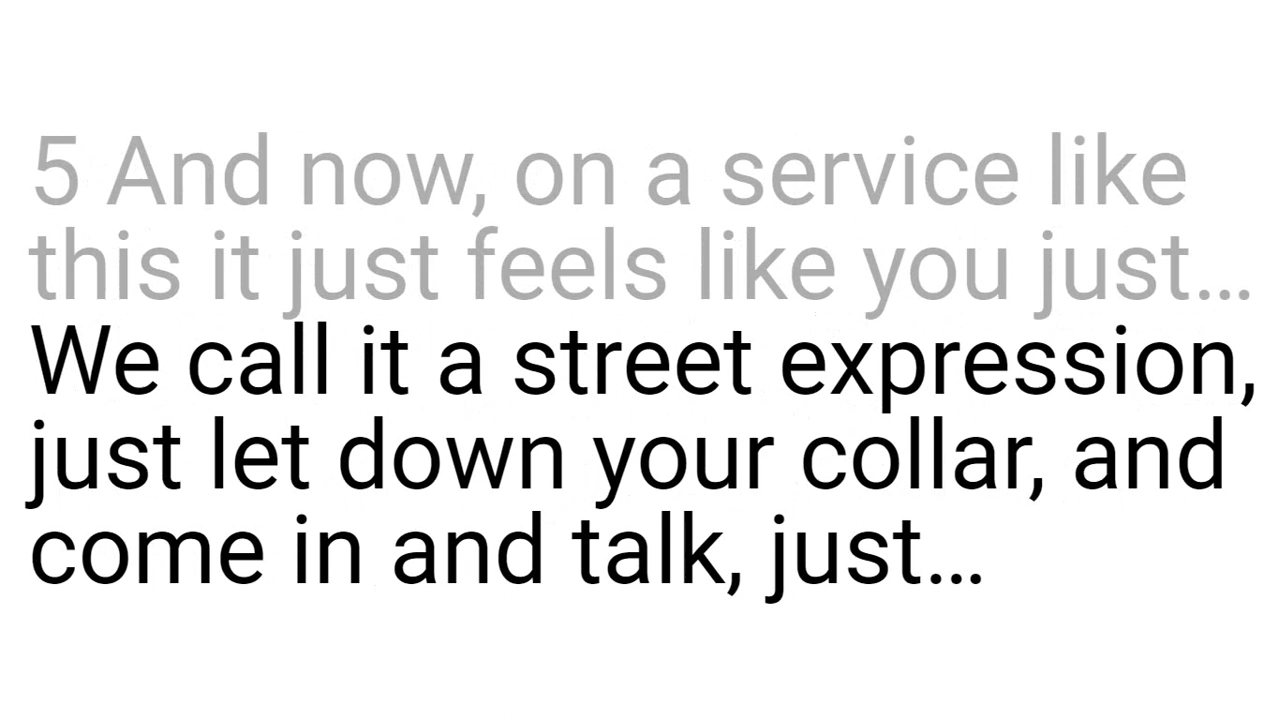 5 And now, on a service like
this it just feels like you just…
We call it a street expression,
just let down your collar, and
come in and talk, just…